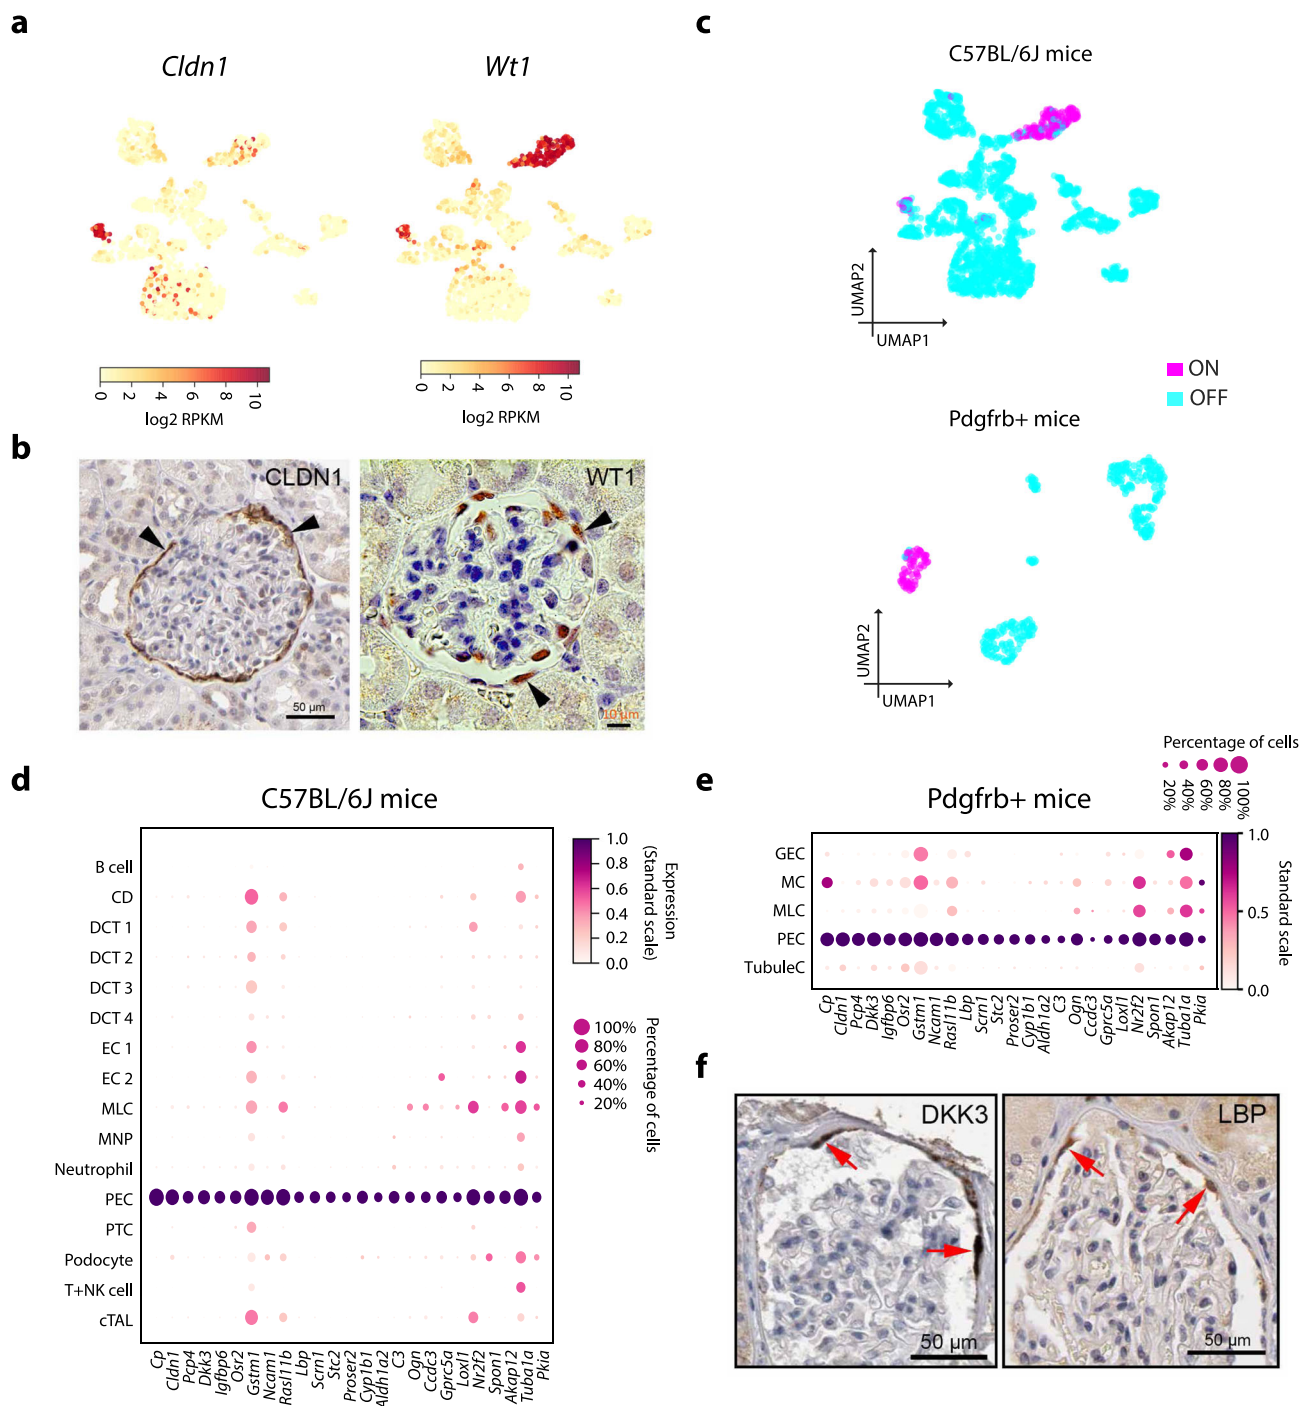 a
Cldn1
Wt1
0 2 4 6 8 10
log2 RPKM
0 2 4 6 8 10
log2 RPKM
b
CLDN1
50 µm
WT1
10 µm
c
C57BL/6J mice
UMAP2
UMAP1
ON
OFF
Pdgfrb+ mice
UMAP2
UMAP1
d
C57BL/6J mice
B cell
CD
DCT 1
DCT 2
DCT 3
DCT 4
EC 1
EC 2
MLC
MNP
Neutrophil
PEC
PTC
Podocyte
T+NK cell
cTAL
Cp Cldn1 Pcp4 Dkk3 Igfbp6 Osr2 Gstm1 Ncam1 Rasl11b Lbp Scrn1 Stc2 Proser2 Cyp1b1 Aldh1a2 C3 Ogn Ccdc3 Gprc5a Loxl1 Nr2f2 Spon1 Akap12 Tuba1a Pkia
1.0
0.8
0.6
0.4
0.2
0.0
Expression
(Standard scale)
100%
80%
60%
40%
20%
Percentage of cells
e
Pdgfrb+ mice
Percentage of cells
20% 40% 60% 80% 100%
GEC
MC
MLC
PEC
TubuleC
Cp Cldn1 Pcp4 Dkk3 Igfbp6 Osr2 Gstm1 Ncam1 Rasl11b Lbp Scrn1 Stc2 Proser2 Cyp1b1 Aldh1a2 C3 Ogn Ccdc3 Gprc5a Loxl1 Nr2f2 Spon1 Akap12 Tuba1a Pkia
1.0
0.5
0.0
Standard scale
f
DKK3
50 µm
LBP
50 µm